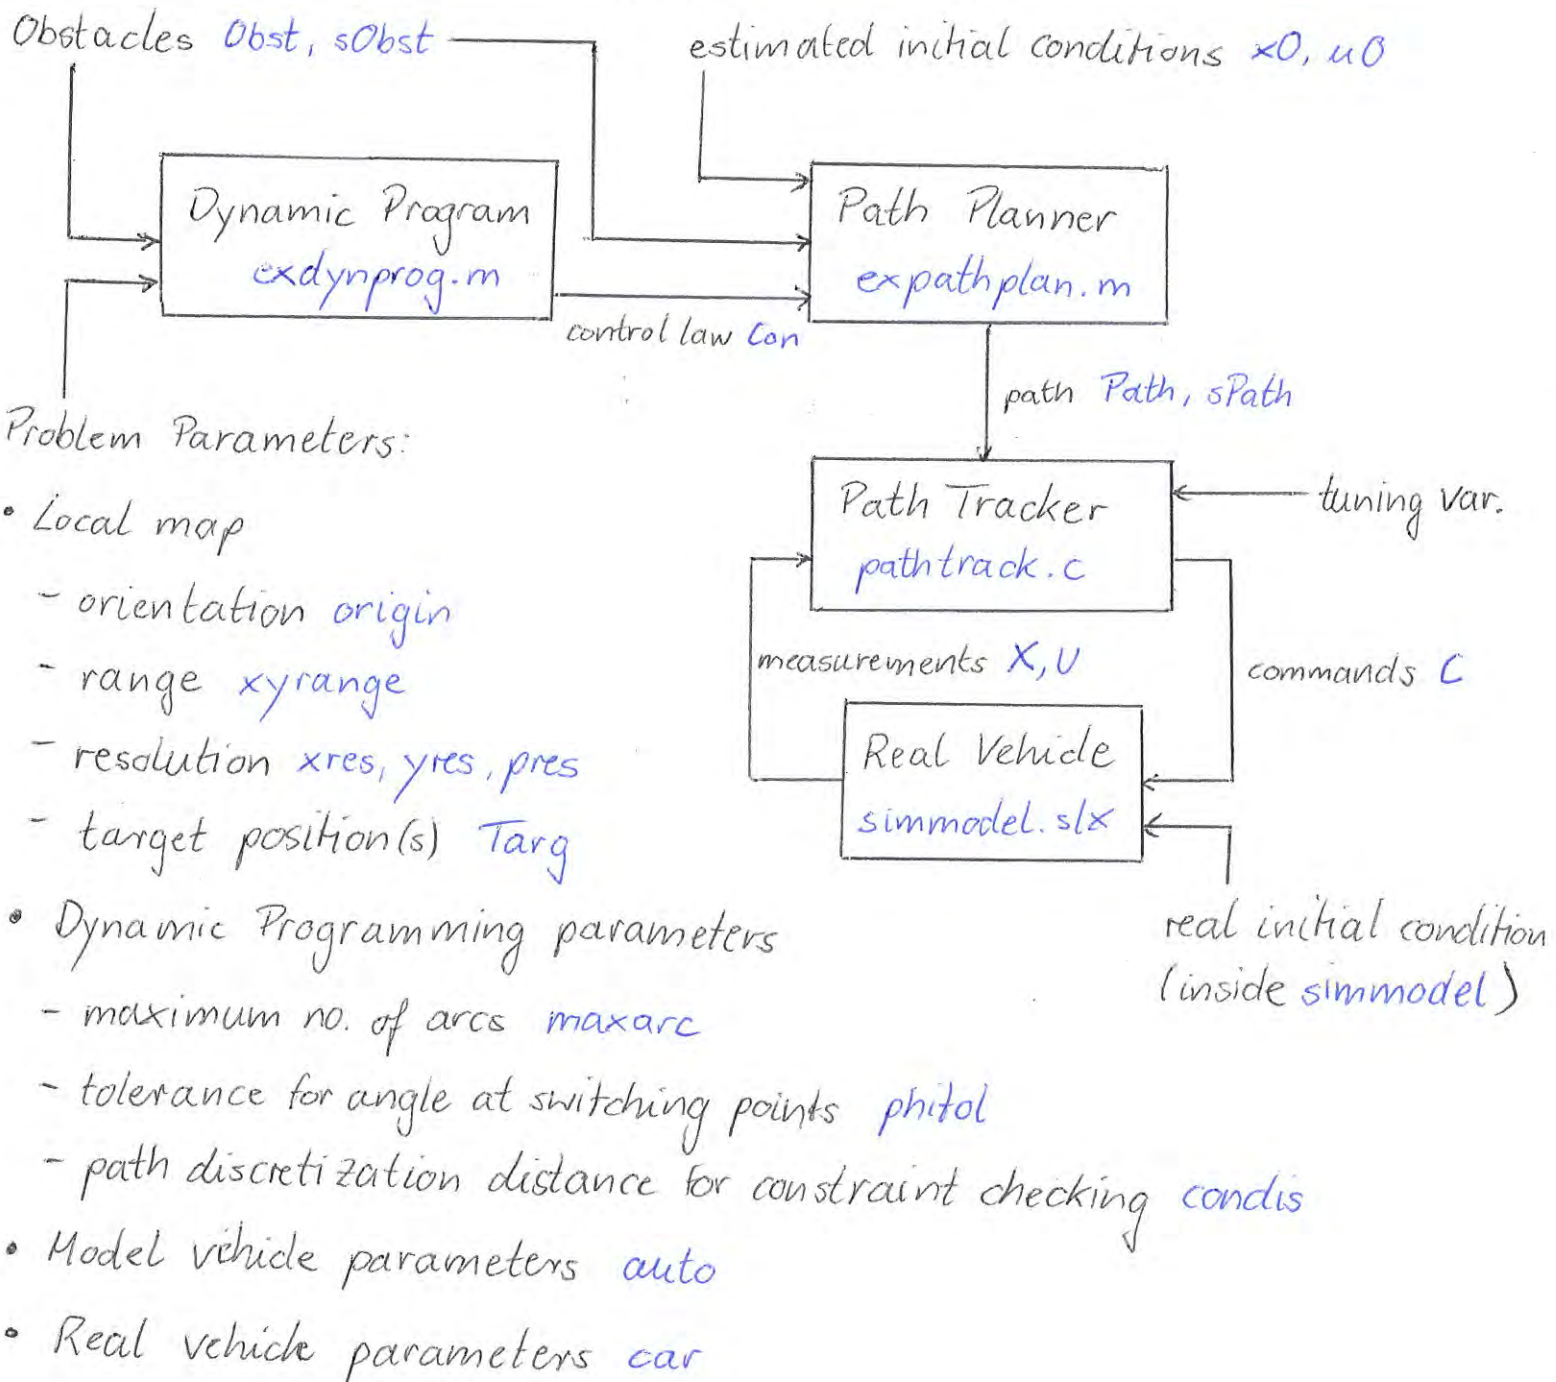 Obstacles Obst, sObst
estimated initial conditions x0, u0
Dynamic Program
exdynprog.m
Path Planner
expathplan.m
control law Con
path Path, sPath
Problem Parameters:
Path Tracker
pathtrack.c
tuning var.
• Local map
- orientation origin
- range xyrange
- resolution xres, yres, pres
- target position(s) Targ
measurements X, U
commands C
Real Vehicle
simmodel.slx
real initial condition
(inside simmodel)
• Dynamic Programming parameters
- maximum no. of arcs maxarc
- tolerance for angle at switching points phitol
- path discretization distance for constraint checking condis
• Model vehicle parameters auto
• Real vehicle parameters car